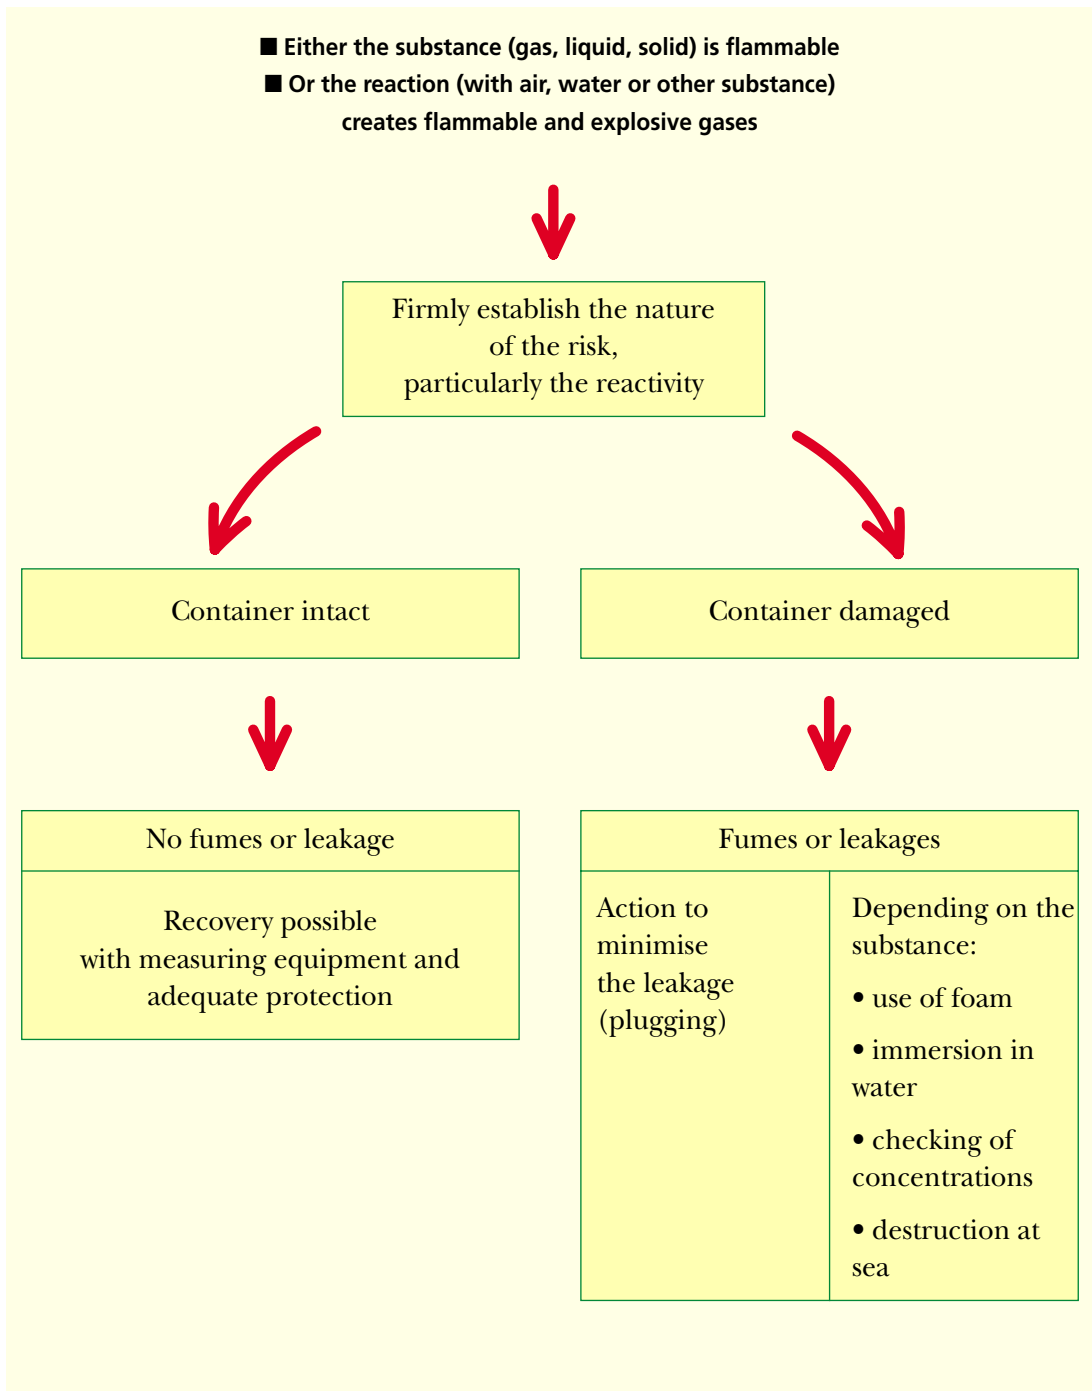 ■ Either the substance (gas, liquid, solid) is flammable
■ Or the reaction (with air, water or other substance)
creates flammable and explosive gases
Firmly establish the nature
of the risk,
particularly the reactivity
Container intact
Container damaged
No fumes or leakage
Recovery possible
with measuring equipment and
adequate protection
Fumes or leakages
Action to
minimise
the leakage
(plugging)
Depending on the
substance:
• use of foam
• immersion in
water
• checking of
concentrations
• destruction at
sea